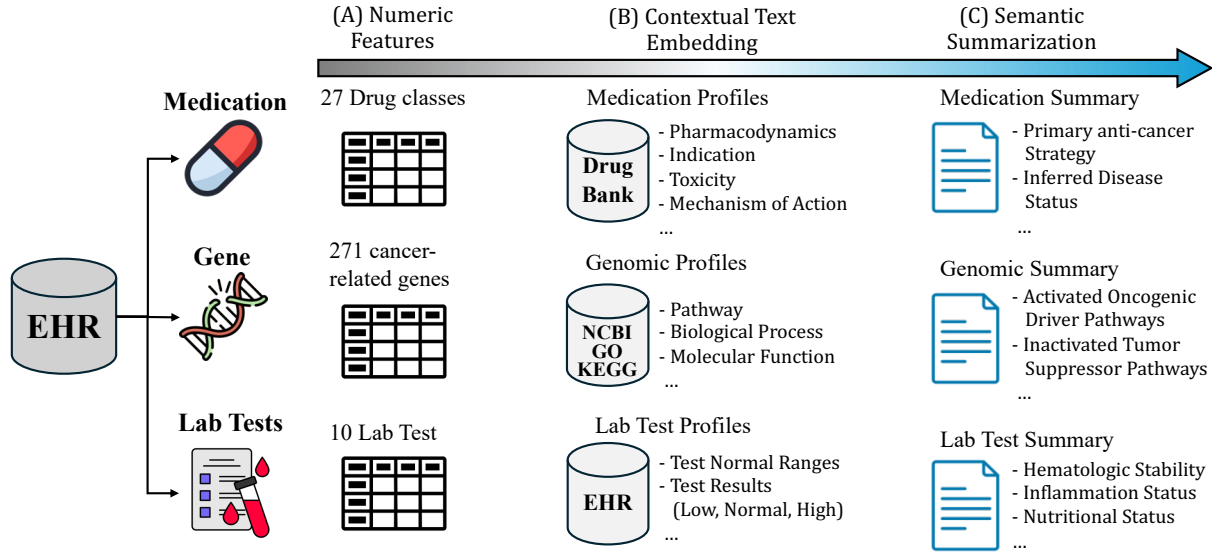 (A) Numeric
Features
(B) Contextual Text
Embedding
(C) Semantic
Summarization
EHR
Medication
27 Drug classes
Medication Profiles
Drug
Bank
- Pharmacodynamics
- Indication
- Toxicity
- Mechanism of Action
...
Medication Summary
- Primary anti-cancer
Strategy
- Inferred Disease
Status
...
Gene
271 cancer-
related genes
Genomic Profiles
NCBI
GO
KEGG
- Pathway
- Biological Process
- Molecular Function
...
Genomic Summary
- Activated Oncogenic
Driver Pathways
- Inactivated Tumor
Suppressor Pathways
...
Lab Tests
10 Lab Test
Lab Test Profiles
EHR
- Test Normal Ranges
- Test Results
(Low, Normal, High)
...
Lab Test Summary
- Hematologic Stability
- Inflammation Status
- Nutritional Status
...